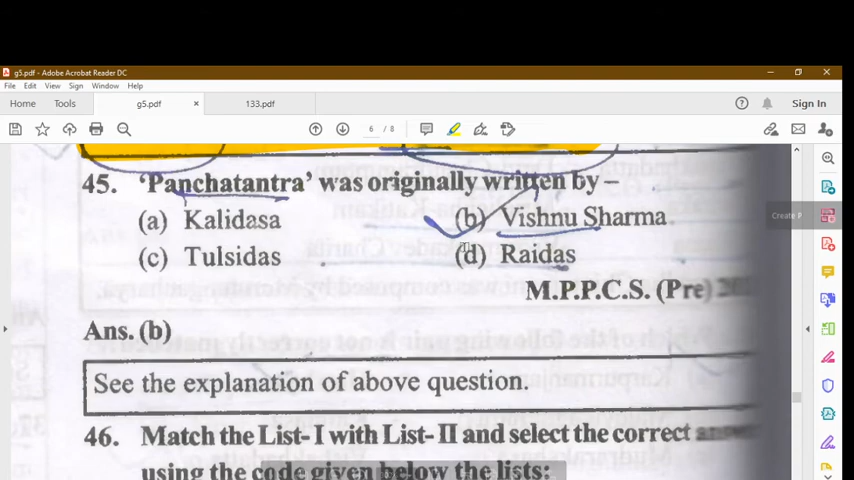 g5.pdf - Adobe Acrobat Reader DC
File Edit View Sign Window Help
Home Tools g5.pdf × 133.pdf Sign In
6 / 8
45. 'Panchatantra' was originally written by –
(a) Kalidasa (b) Vishnu Sharma
Create P
(c) Tulsidas (d) Raidas
M.P.P.C.S. (Pre)
Ans. (b)
See the explanation of above question.
46. Match the List- I with List- II and select the correct
using the code given below the lists: